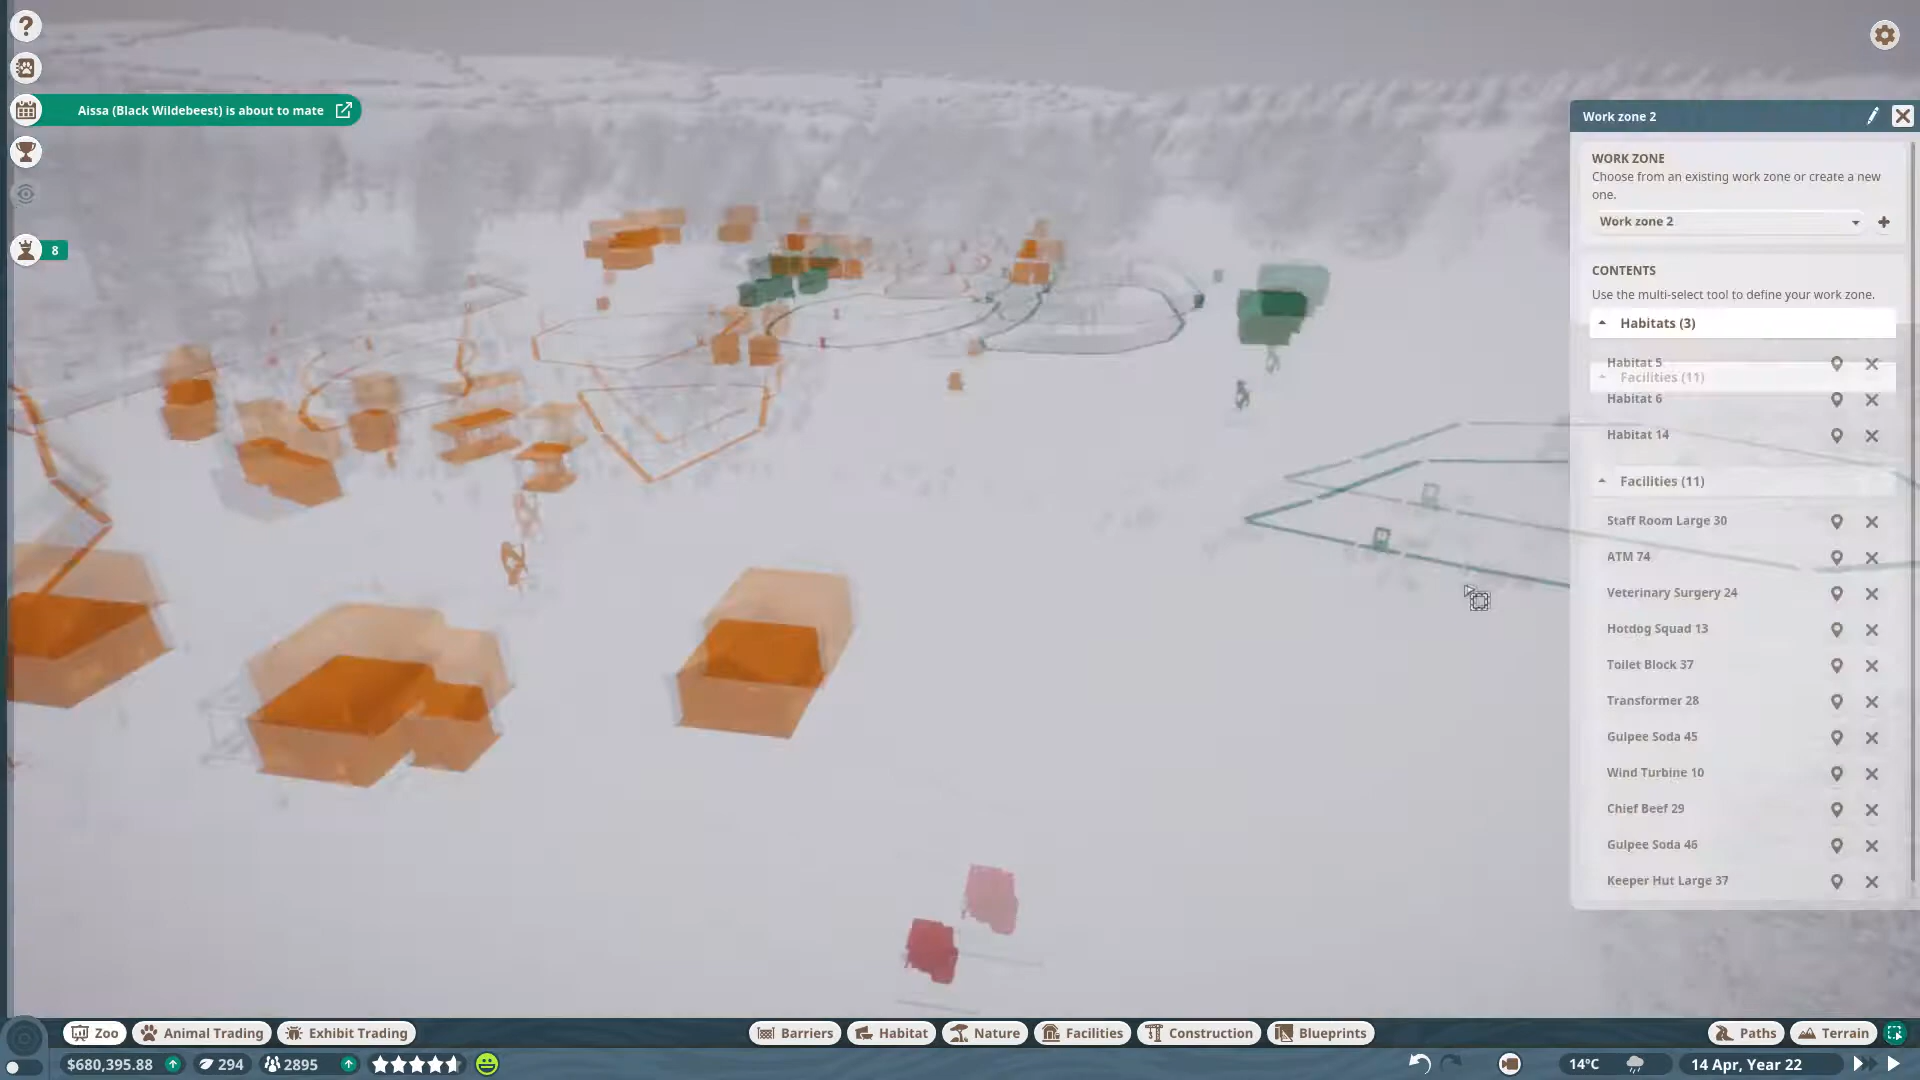 ?
Aissa (Black Wildebeest) is about to mate
8
Work zone 2
WORK ZONE
Choose from an existing work zone or create a new
one.
Work zone 2
CONTENTS
Use the multi-select tool to define your work zone.
Habitats (3)
Habitat 5
Facilities (11)
Habitat 6
Habitat 14
Facilities (11)
Staff Room Large 30
ATM 74
Veterinary Surgery 24
Hotdog Squad 13
Toilet Block 37
Transformer 28
Gulpee Soda 45
Wind Turbine 10
Chief Beef 29
Gulpee Soda 46
Keeper Hut Large 37
Zoo Animal Trading Exhibit Trading Barriers Habitat Nature Facilities Construction Blueprints Paths Terrain
$680,395.88 294 2895 14°C 14 Apr, Year 22